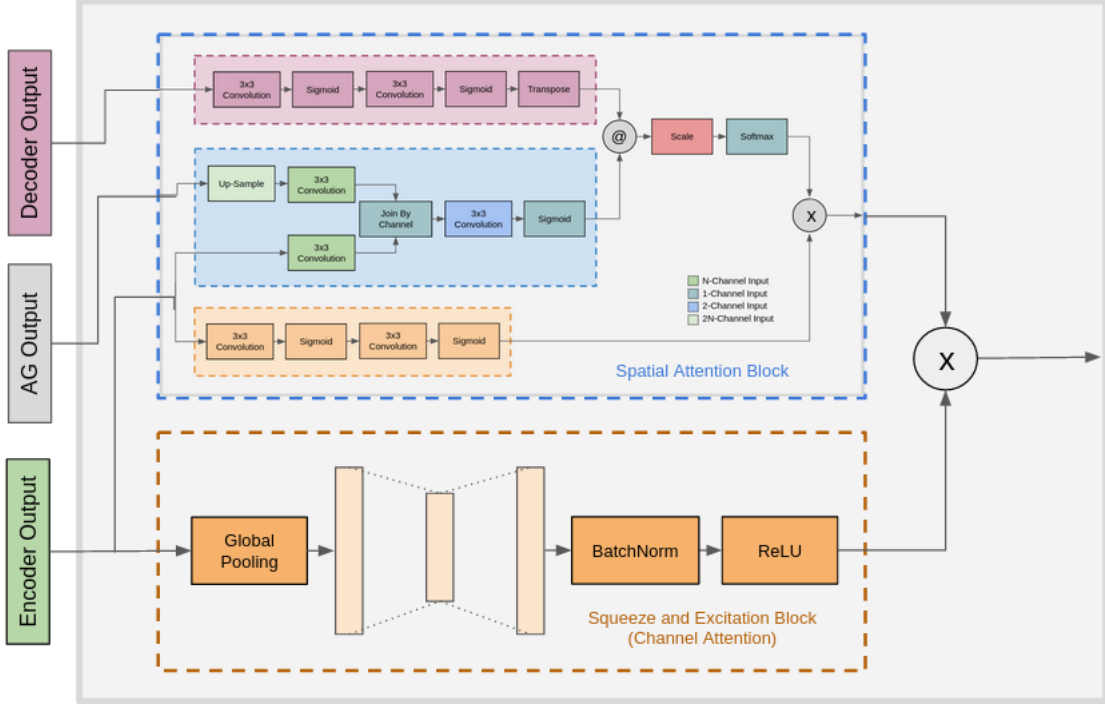 Decoder Output
AG Output
Encoder Output
3x3
Convolution
Sigmoid
3x3
Convolution
Sigmoid
Transpose
@
Scale
Softmax
Up-Sample
3x3
Convolution
Join By
Channel
3x3
Convolution
Sigmoid
3x3
Convolution
x
N-Channel Input
1-Channel Input
2-Channel Input
2N-Channel Input
3x3
Convolution
Sigmoid
3x3
Convolution
Sigmoid
Spatial Attention Block
x
Global
Pooling
BatchNorm
ReLU
Squeeze and Excitation Block
(Channel Attention)